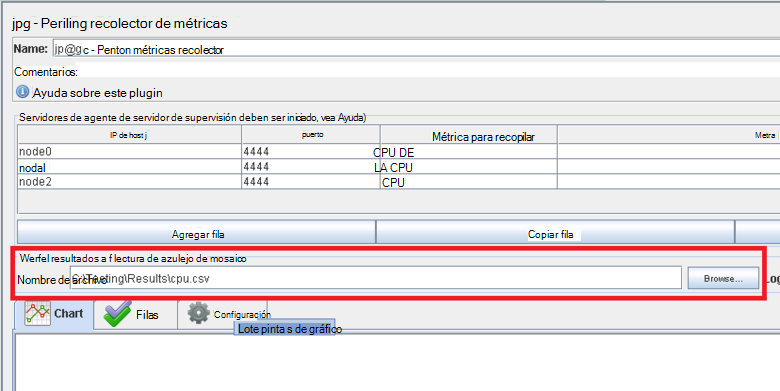 jpg - Periling recolector de métricas
Name: jp@gc - Penton métricas recolector
Comentarios:
Ayuda sobre este plugin
Servidores de agente de servidor de supervisión deben ser iniciado, vea Ayuda)
IP de host j puerto Métrica para recopilar Metra
node0 4444 CPU DE
nodal 4444 LA CPU
node2 4444 CPU
Agregar fila Copiar fila
Werfel resultados a f lectura de azulejo de mosaico
Nombre de archivo C:\Testing\Results\cpu.csv Browse... Log
Chart Filas Configuración
Lote pinta s de gráfico